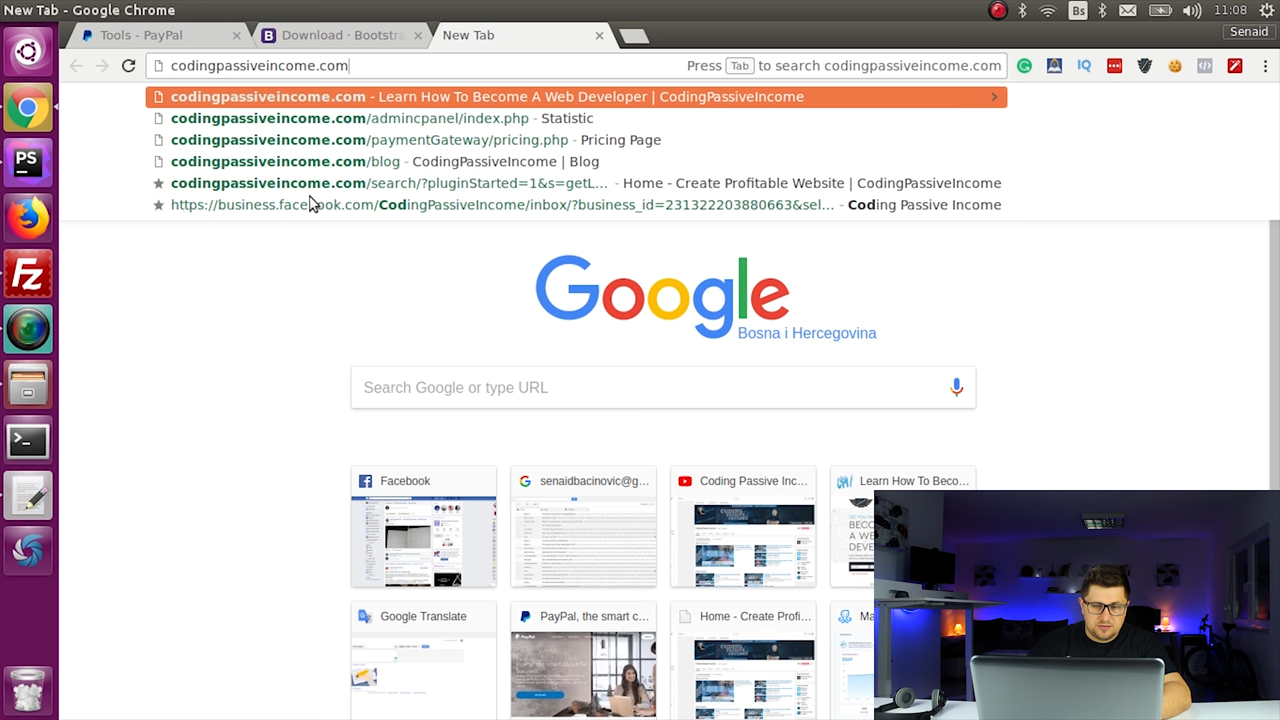 New Tab - Google Chrome
Bs
11:08
Tools - PayPal
Download · Bootstra
New Tab
Senaid
codingpassiveincome.com
Press Tab to search codingpassiveincome.com
IQ
codingpassiveincome.com - Learn How To Become A Web Developer | CodingPassiveIncome
codingpassiveincome.com/admincpanel/index.php - Statistic
codingpassiveincome.com/paymentGateway/pricing.php - Pricing Page
codingpassiveincome.com/blog - CodingPassiveIncome | Blog
codingpassiveincome.com/search/?pluginStarted=1&s=getL... - Home - Create Profitable Website | CodingPassiveIncome
https://business.facebook.com/CodingPassiveIncome/inbox/?business_id=231322203880663&sel... - Coding Passive Income
PS
Fz
Google
Bosna i Hercegovina
Search Google or type URL
Facebook
senaidbacinovic@g...
Coding Passive Inc...
Learn How To Beco...
Google Translate
PayPal, the smart c...
Home - Create Profi...